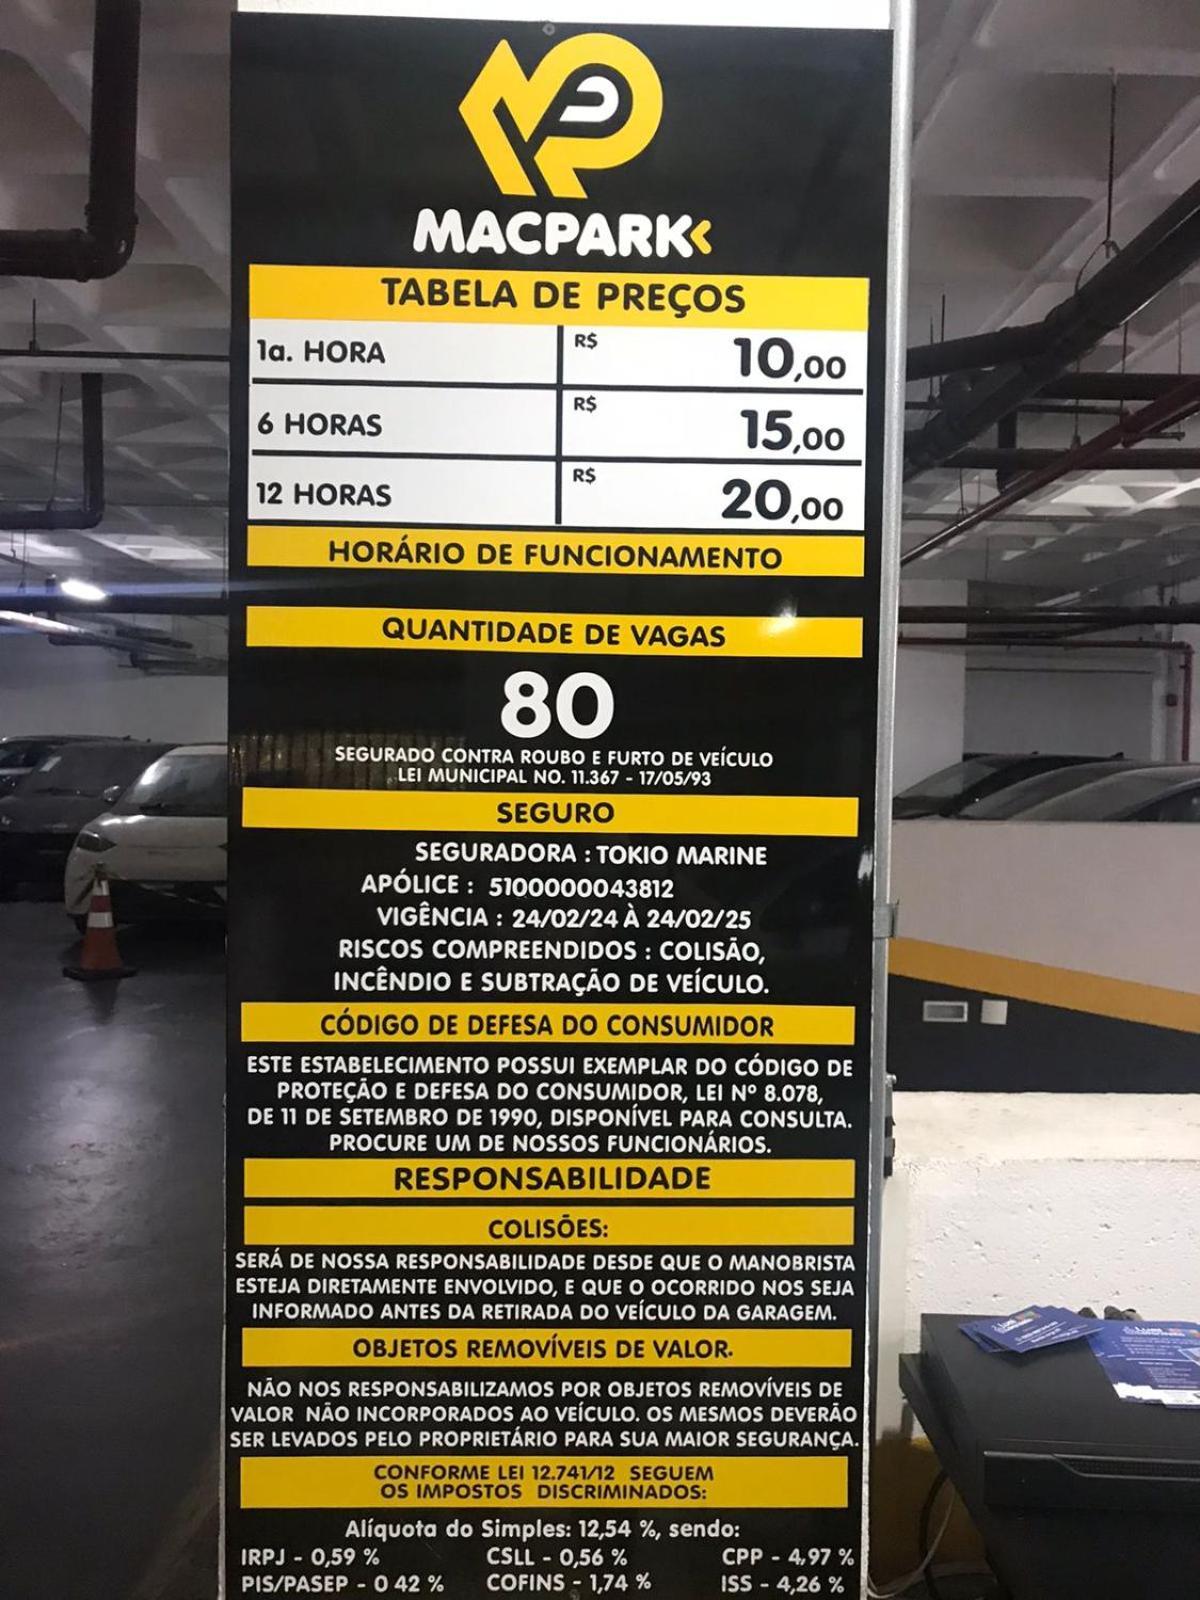 MACPARK
TABELA DE PREÇOS
1a. HORA R$ 10,00
6 HORAS R$ 15,00
12 HORAS R$ 20,00
HORÁRIO DE FUNCIONAMENTO
QUANTIDADE DE VAGAS
80
SEGURADO CONTRA ROUBO E FURTO DE VEÍCULO
LEI MUNICIPAL NO. 11.367 - 17/05/93
SEGURO
SEGURADORA : TOKIO MARINE
APÓLICE : 5100000043812
VIGÊNCIA : 24/02/24 À 24/02/25
RISCOS COMPREENDIDOS : COLISÃO,
INCÊNDIO E SUBTRAÇÃO DE VEÍCULO.
CÓDIGO DE DEFESA DO CONSUMIDOR
ESTE ESTABELECIMENTO POSSUI EXEMPLAR DO CÓDIGO DE
PROTEÇÃO E DEFESA DO CONSUMIDOR, LEI Nº 8.078,
DE 11 DE SETEMBRO DE 1990, DISPONÍVEL PARA CONSULTA.
PROCURE UM DE NOSSOS FUNCIONÁRIOS.
RESPONSABILIDADE
COLISÕES:
SERÁ DE NOSSA RESPONSABILIDADE DESDE QUE O MANOBRISTA
ESTEJA DIRETAMENTE ENVOLVIDO, E QUE O OCORRIDO NOS SEJA
INFORMADO ANTES DA RETIRADA DO VEÍCULO DA GARAGEM.
OBJETOS REMOVÍVEIS DE VALOR.
NÃO NOS RESPONSABILIZAMOS POR OBJETOS REMOVÍVEIS DE
VALOR NÃO INCORPORADOS AO VEÍCULO. OS MESMOS DEVERÃO
SER LEVADOS PELO PROPRIETÁRIO PARA SUA MAIOR SEGURANÇA.
CONFORME LEI 12.741/12 SEGUEM
OS IMPOSTOS DISCRIMINADOS:
Alíquota do Simples: 12,54 %, sendo:
IRPJ - 0,59 % CSLL - 0,56 % CPP - 4,97 %
PIS/PASEP - 0 42 % COFINS - 1,74 % ISS - 4,26 %